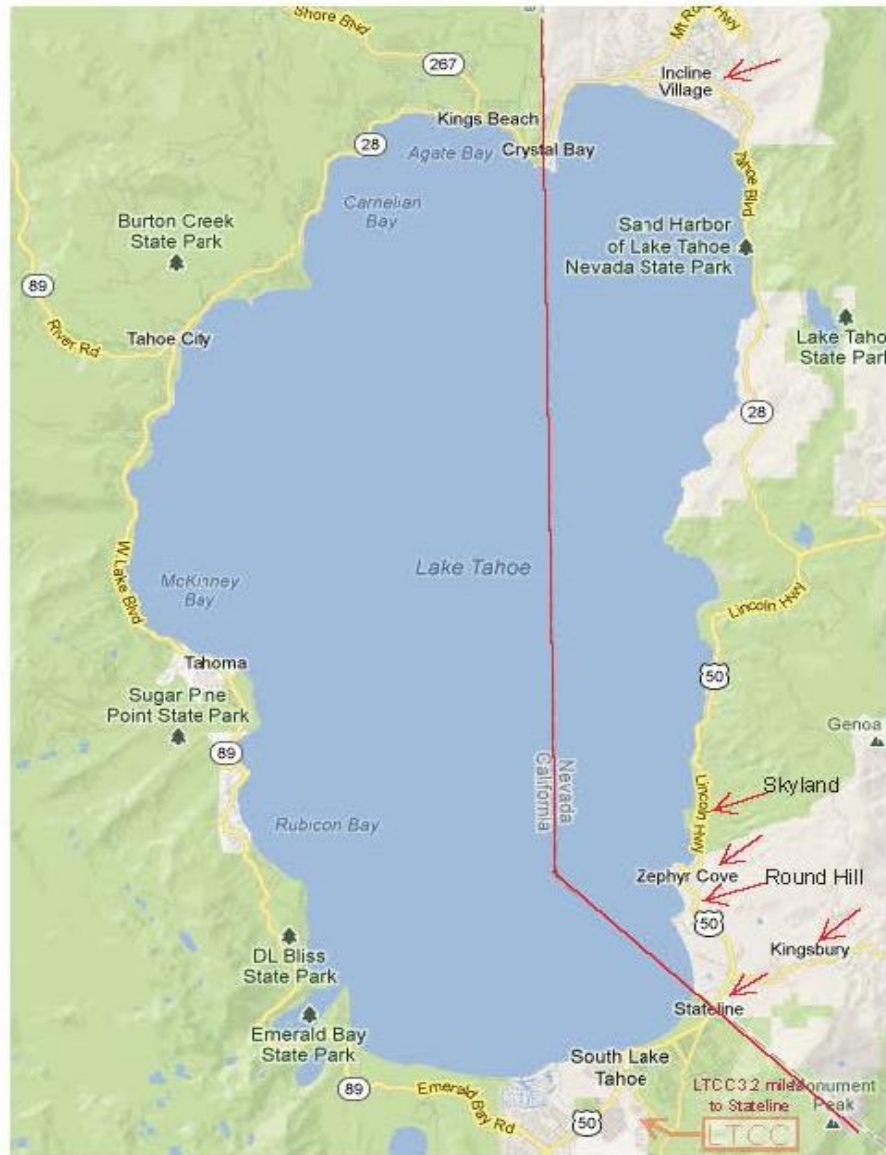 Shore Blvd
Mt Rose Hwy
267
Incline
Village
Kings Beach
28
Crystal Bay
Agate Bay
Tahoe Blvd
Carnelian
Bay
Burton Creek
State Park
Sand Harbor
of Lake Tahoe
Nevada State Park
89
River Rd
Tahoe City
Lake Taho
State Park
28
W Lake Blvd
Lake Tahoe
McKinney
Bay
Lincoln Hwy
Tahoma
50
Sugar Pine
Point State Park
Genoa
89
California
Nevada
Lincoln Hwy
Skyland
Rubicon Bay
Zephyr Cove
Round Hill
50
Kingsbury
DL Bliss
State Park
Stateline
Emerald Bay
State Park
South Lake
Tahoe
89
Emerald Bay Rd
LTCC 3.2 miles
to Stateline
Monument
Peak
50
LTCC